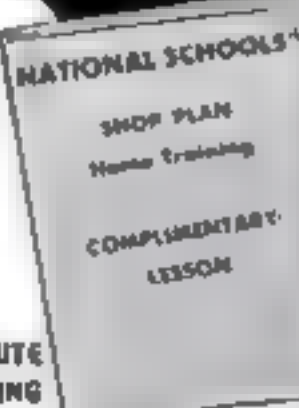 NATIONAL SCHOOLS'
SHOP PLAN
Home Training
COMPLIMENTARY
LESSON
UTE
ING